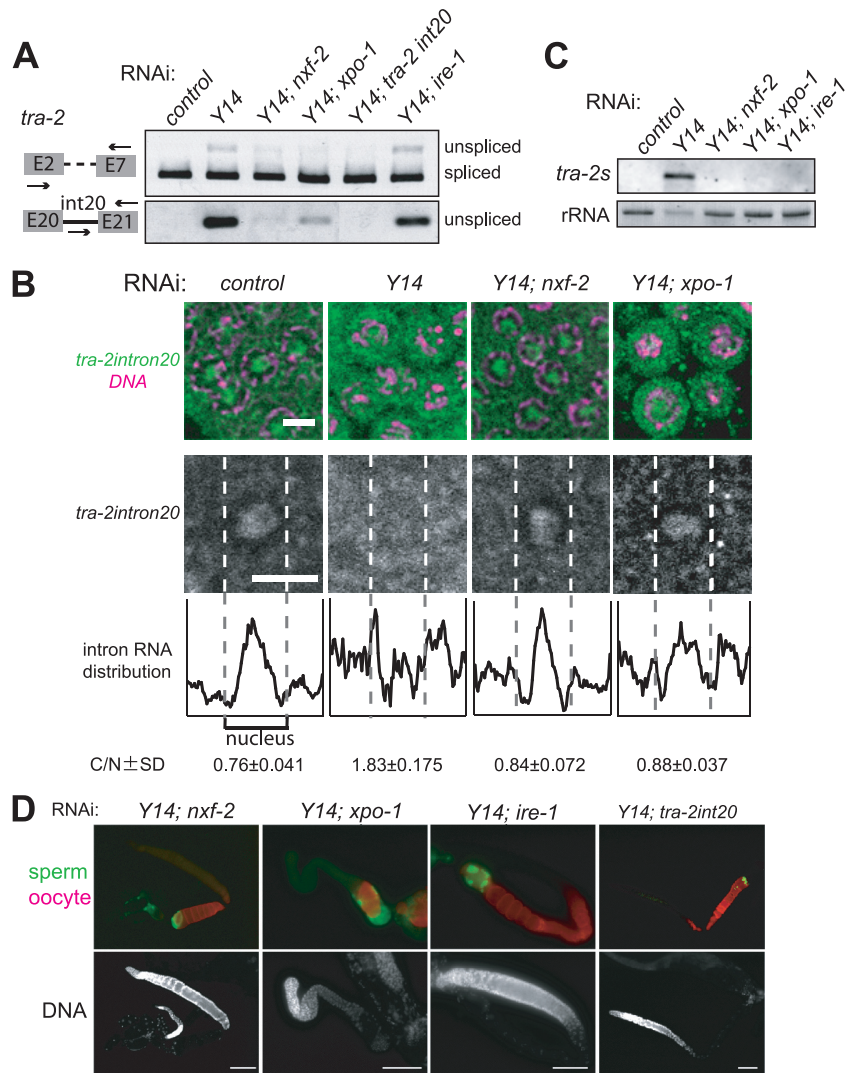 A
RNAi:
control
Y14
Y14; nxf-2
Y14; xpo-1
Y14; tra-2 int20
Y14; ire-1
tra-2
E2
E7
unspliced
spliced
int20
E20
E21
unspliced
C
RNAi:
control
Y14
Y14; nxf-2
Y14; xpo-1
Y14; ire-1
tra-2s
rRNA
B
RNAi:
control
Y14
Y14; nxf-2
Y14; xpo-1
tra-2intron20
DNA
tra-2intron20
intron RNA
distribution
nucleus
C/N±SD
0.76±0.041
1.83±0.175
0.84±0.072
0.88±0.037
D
RNAi:
Y14; nxf-2
Y14; xpo-1
Y14; ire-1
Y14; tra-2int20
sperm
oocyte
DNA